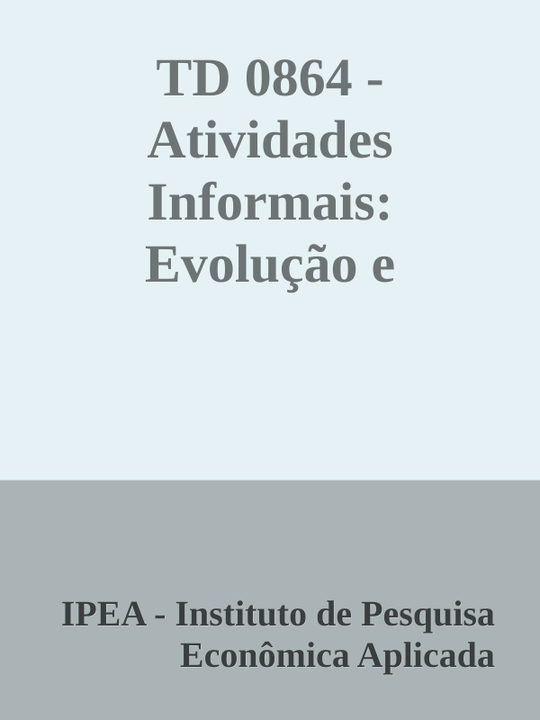 TD 0864 -
Atividades
Informais:
Evolução e
IPEA - Instituto de Pesquisa
Econômica Aplicada